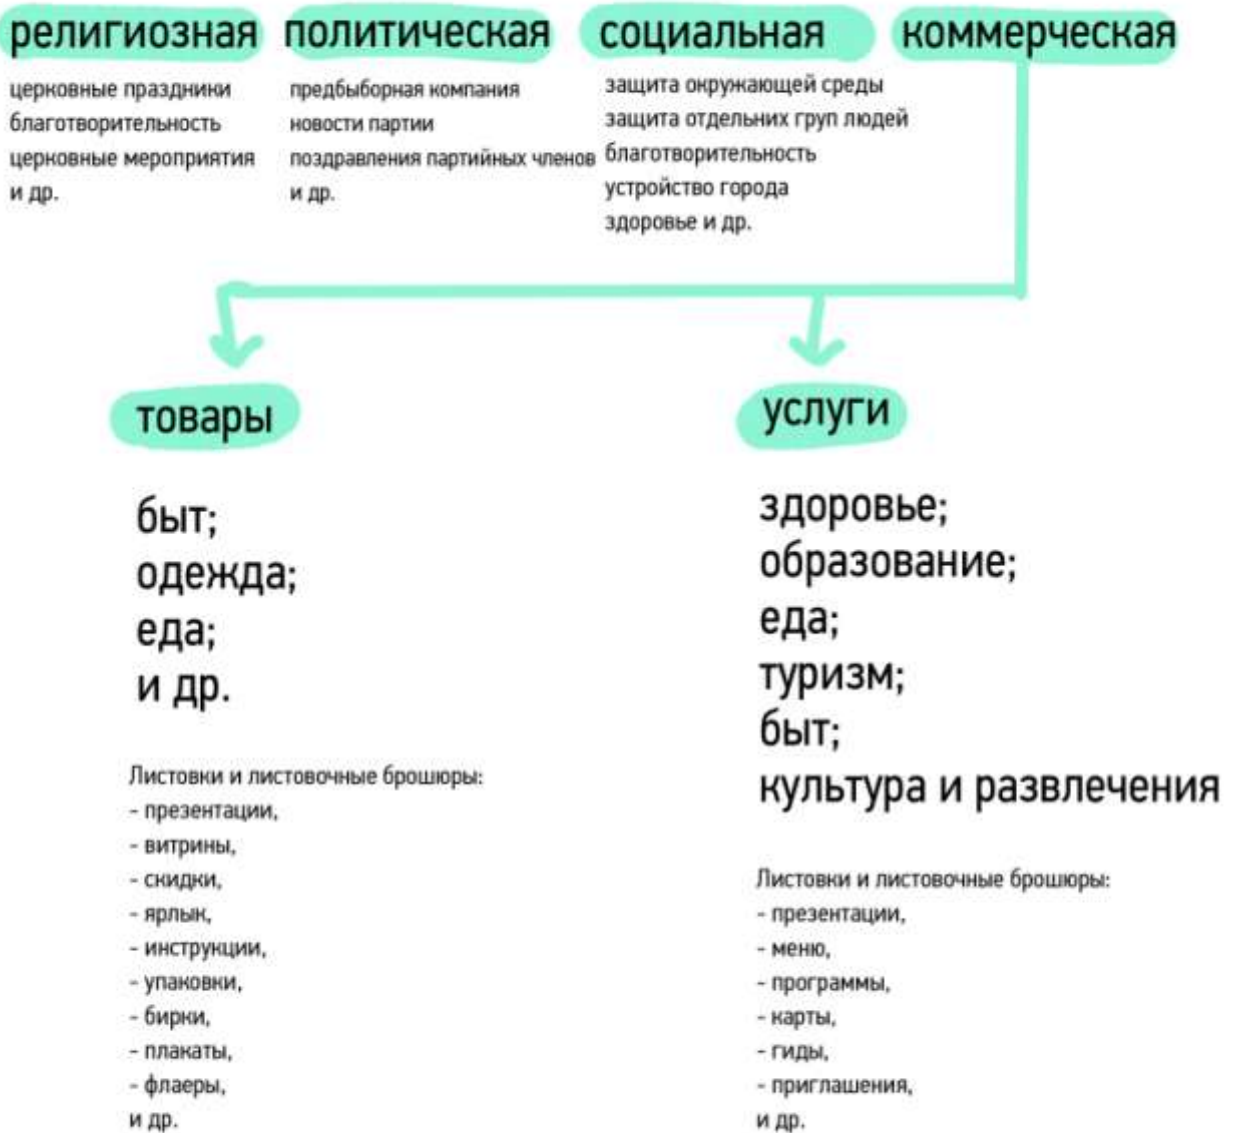 религиозная
церковные праздники
благотворительность
церковные мероприятия
и др.
политическая
предбыборная компания
новости партии
поздравления партийных членов
и др.
социальная
защита окружающей среды
защита отдельних груп людей
благотворительность
устройство города
здоровье и др.
коммерческая
товары
быт;
одежда;
еда;
и др.
Листовки и листовочные брошюры:
- презентации,
- витрины,
- скидки,
- ярлык,
- инструкции,
- упаковки,
- бирки,
- плакаты,
- флаеры,
и др.
услуги
здоровье;
образование;
еда;
туризм;
быт;
культура и развлечения
Листовки и листовочные брошюры:
- презентации,
- меню,
- программы,
- карты,
- гиды,
- приглашения,
и др.